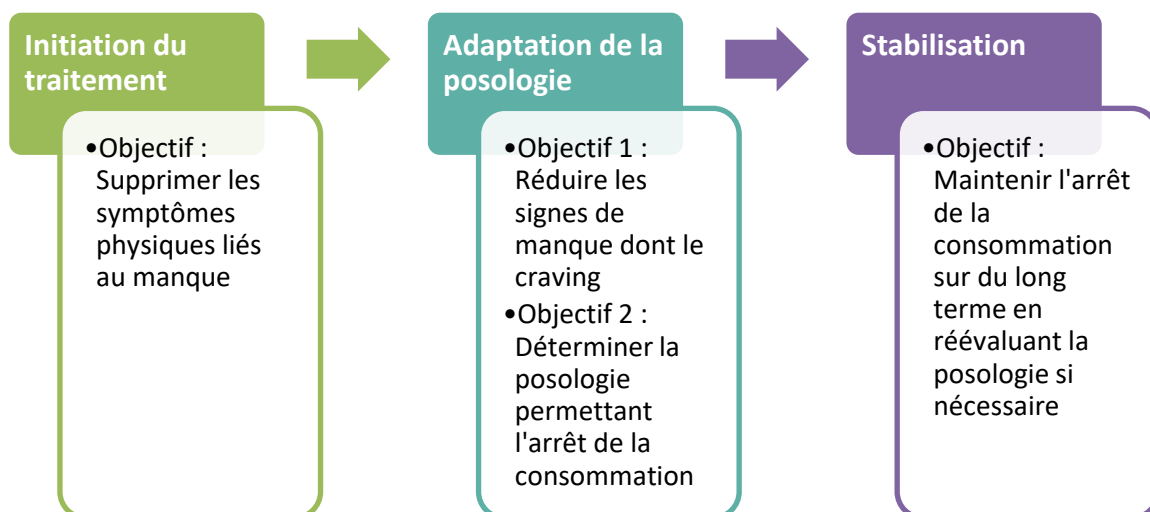 Initiation du
traitement
•Objectif :
Supprimer les
symptômes
physiques liés
au manque
Adaptation de la
posologie
•Objectif 1 :
Réduire les
signes de
manque dont le
craving
•Objectif 2 :
Déterminer la
posologie
permettant
l'arrêt de la
consommation
Stabilisation
•Objectif :
Maintenir l'arrêt
de la
consommation
sur du long
terme en
réévaluant la
posologie si
nécessaire